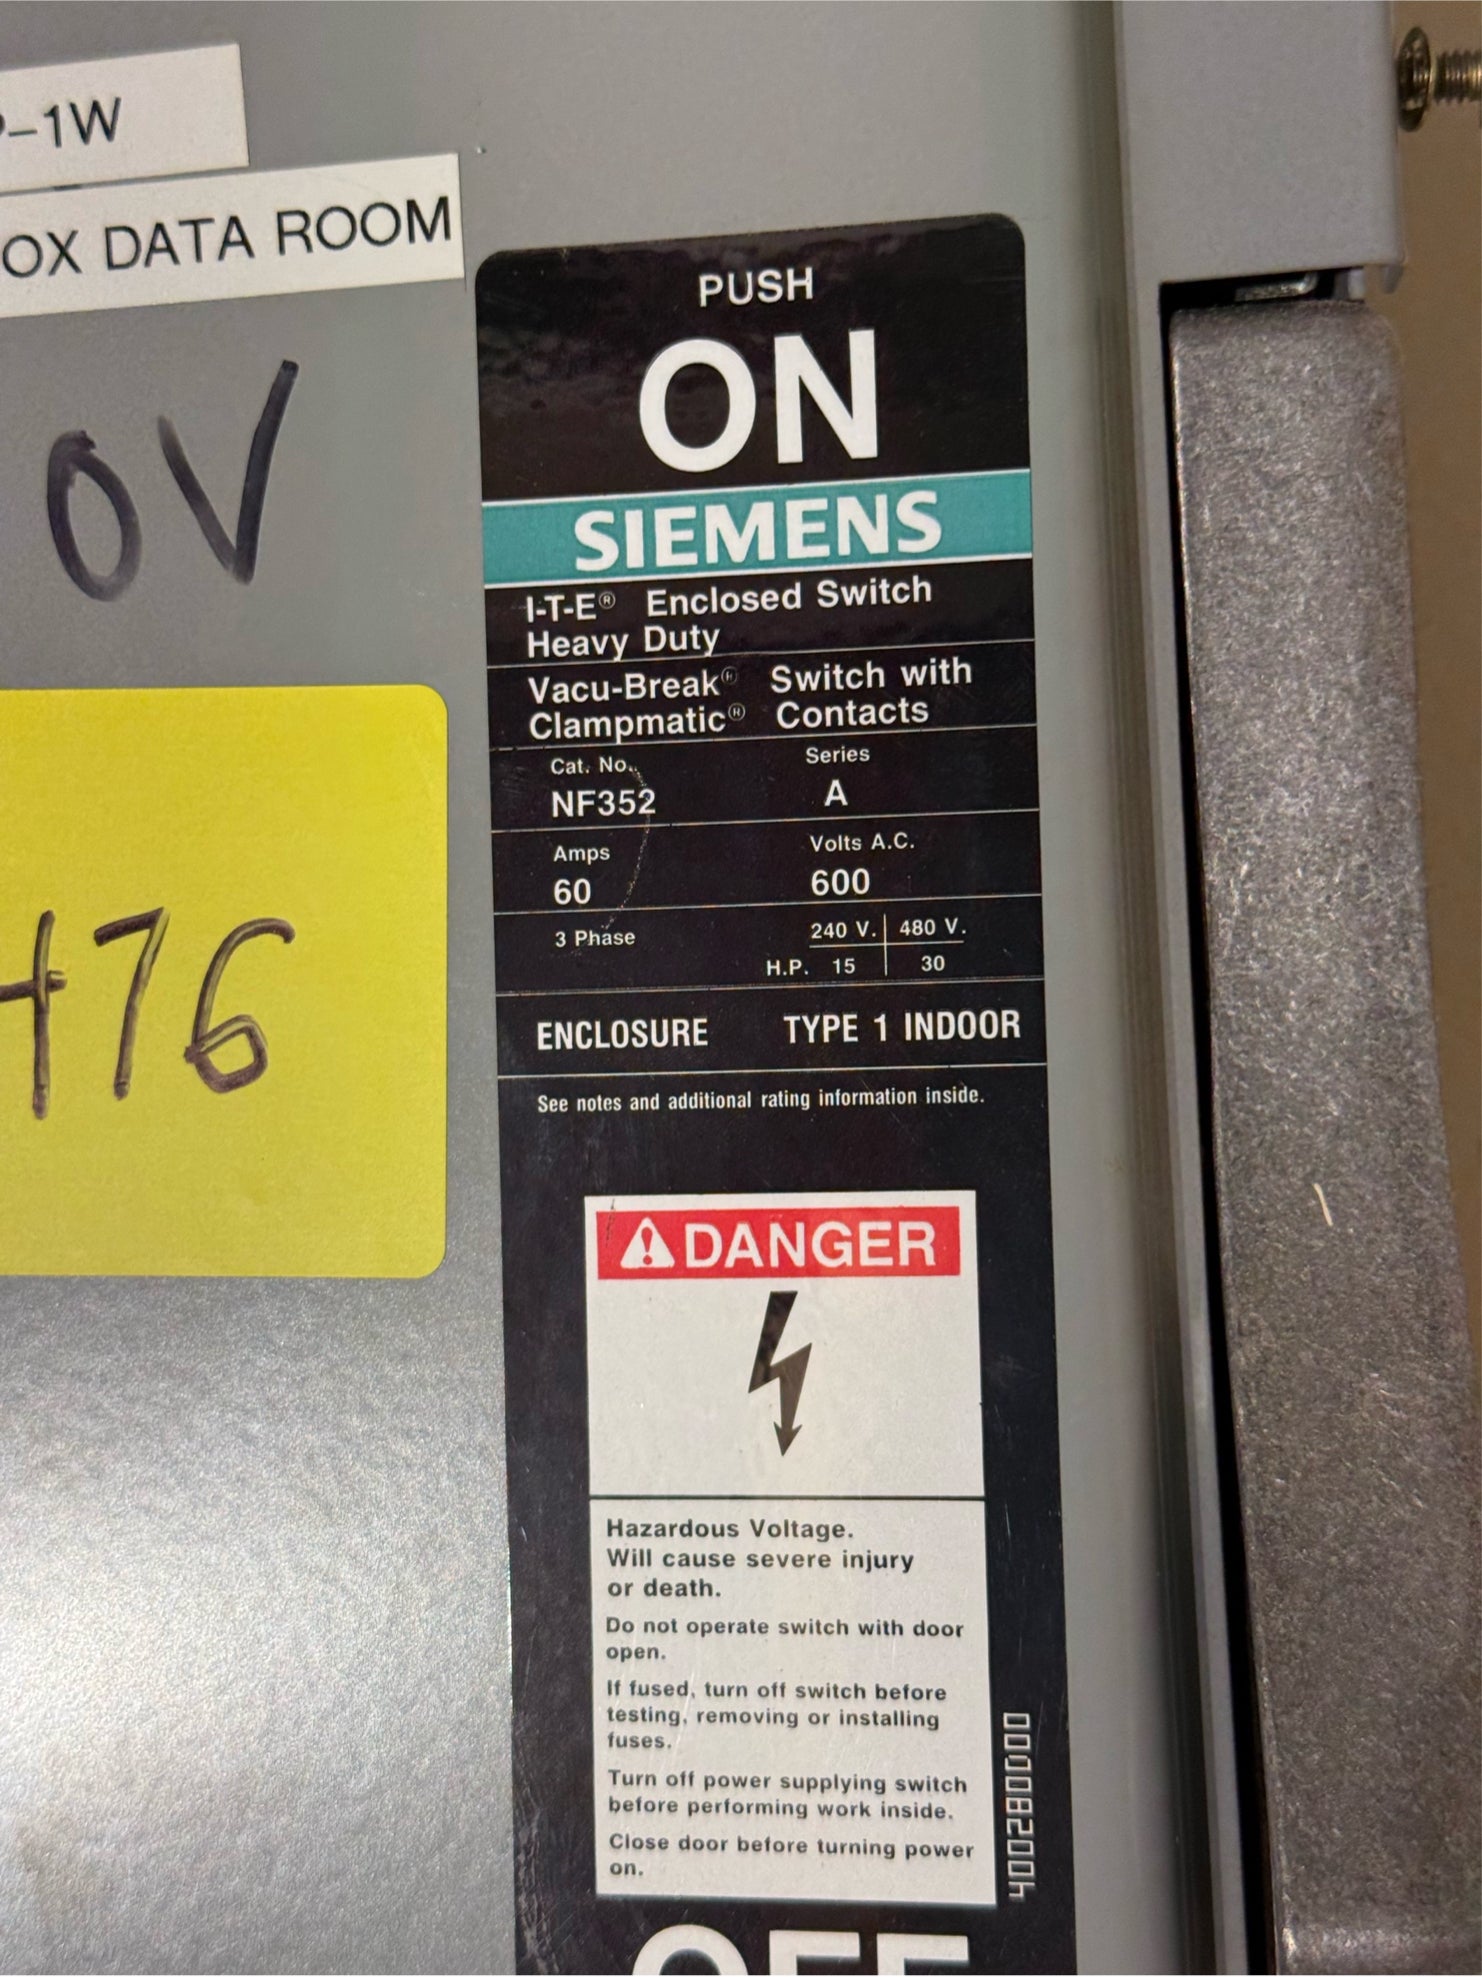 -1W
OX DATA ROOM
0V
476
PUSH
ON
SIEMENS
I-T-E® Enclosed Switch
Heavy Duty
Vacu-Break® Switch with
Clampmatic® Contacts
Cat. No. Series
NF352 A
Amps Volts A.C.
60 600
3 Phase 240 V. 480 V.
H.P. 15 30
ENCLOSURE TYPE 1 INDOOR
See notes and additional rating information inside.
DANGER
Hazardous Voltage.
Will cause severe injury
or death.
Do not operate switch with door
open.
If fused, turn off switch before
testing, removing or installing
fuses.
Turn off power supplying switch
before performing work inside.
Close door before turning power
on.
40028D00
OFF